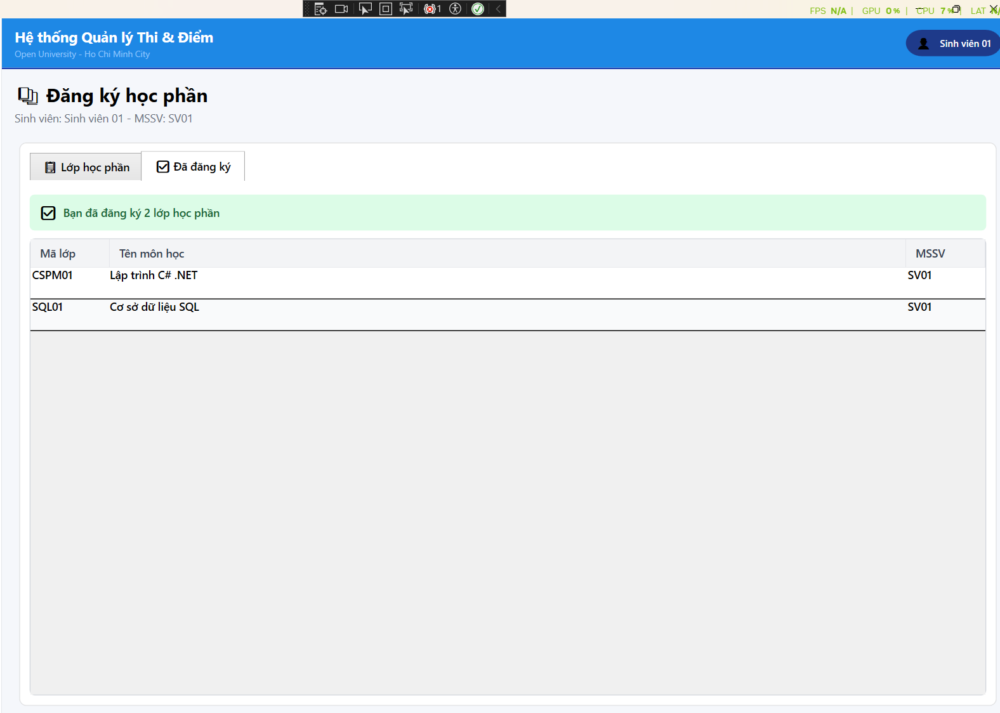 1
FPS N/A | GPU 0 % | CPU 7 % | LAT
Hệ thống Quản lý Thi & Điểm
Open University - Ho Chi Minh City
Sinh viên 01
Đăng ký học phần
Sinh viên: Sinh viên 01 - MSSV: SV01
Lớp học phần
Đã đăng ký
Bạn đã đăng ký 2 lớp học phần
Mã lớp Tên môn học MSSV
CSPM01 Lập trình C# .NET SV01
SQL01 Cơ sở dữ liệu SQL SV01